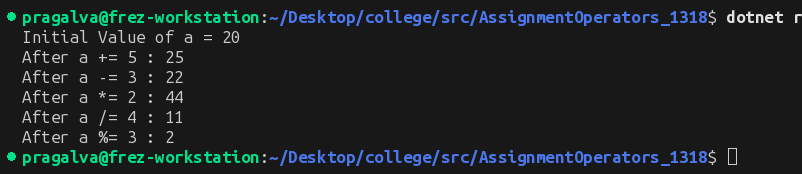 pragalva@frez-workstation:~/Desktop/college/src/AssignmentOperators_1318$ dotnet r
Initial Value of a = 20
After a += 5 : 25
After a -= 3 : 22
After a *= 2 : 44
After a /= 4 : 11
After a %= 3 : 2
pragalva@frez-workstation:~/Desktop/college/src/AssignmentOperators_1318$